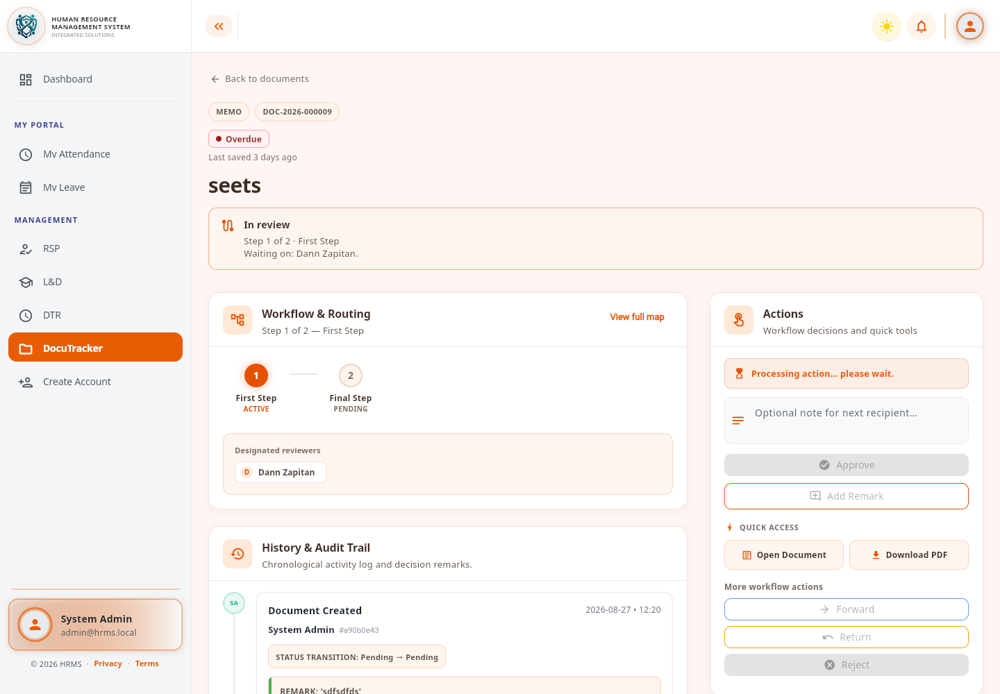 HUMAN RESOURCE
MANAGEMENT SYSTEM
INTEGRATED SOLUTIONS
Dashboard
MY PORTAL
My Attendance
My Leave
MANAGEMENT
RSP
L&D
DTR
DocuTracker
Create Account
System Admin
admin@hrms.local
© 2026 HRMS · Privacy · Terms
Back to documents
MEMO DOC-2026-000009
Overdue
Last saved 3 days ago
seets
In review
Step 1 of 2 · First Step
Waiting on: Dann Zapitan.
Workflow & Routing
Step 1 of 2 — First Step
View full map
1 2
First Step Final Step
ACTIVE PENDING
Designated reviewers
D Dann Zapitan
History & Audit Trail
Chronological activity log and decision remarks.
SA
Document Created 2026-08-27 • 12:20
System Admin #a90b0e43
STATUS TRANSITION: Pending → Pending
REMARK: 'sdfsdfds'
Actions
Workflow decisions and quick tools
Processing action... please wait.
Optional note for next recipient…
Approve
Add Remark
QUICK ACCESS
Open Document Download PDF
More workflow actions
Forward
Return
Reject